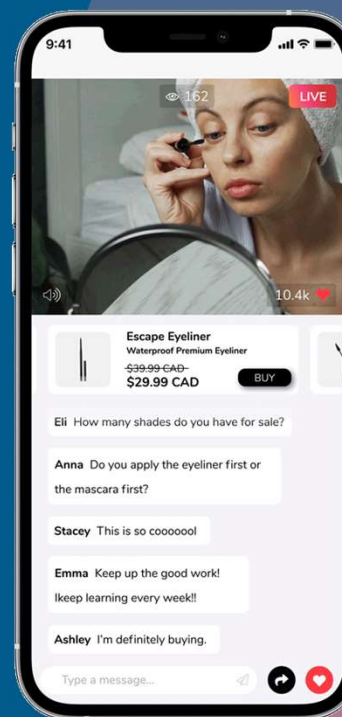 9:41
162
LIVE
10.4k
Escape Eyeliner
Waterproof Premium Eyeliner
$39.99 CAD
$29.99 CAD
BUY
Eli How many shades do you have for sale?
Anna Do you apply the eyeliner first or
the mascara first?
Stacey This is so cooooool
Emma Keep up the good work!
Ikeep learning every week!!
Ashley I'm definitely buying.
Type a message...